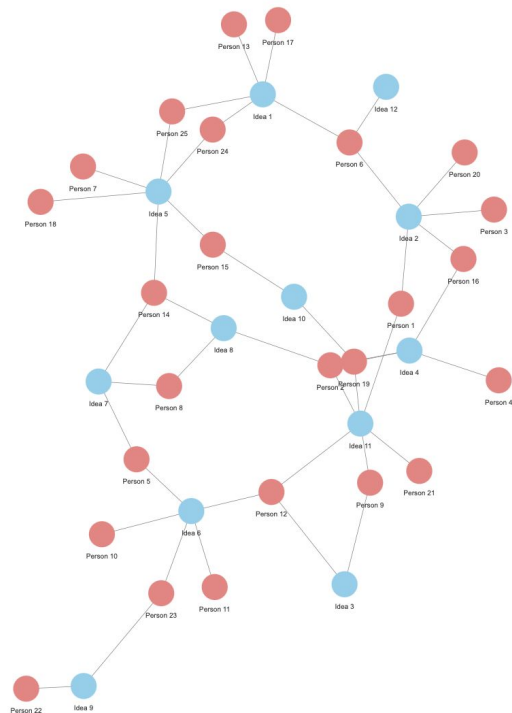 Person 13
Person 17
Idea 1
Idea 12
Person 25
Person 24
Person 6
Person 20
Person 7
Idea 5
Person 18
Person 3
Idea 2
Person 15
Person 16
Person 14
Idea 10
Person 1
Idea 8
Idea 4
Person 2
Person 19
Idea 7
Person 8
Person 4
Idea 11
Person 5
Person 12
Person 9
Person 21
Idea 6
Person 10
Person 11
Person 23
Idea 3
Person 22
Idea 9